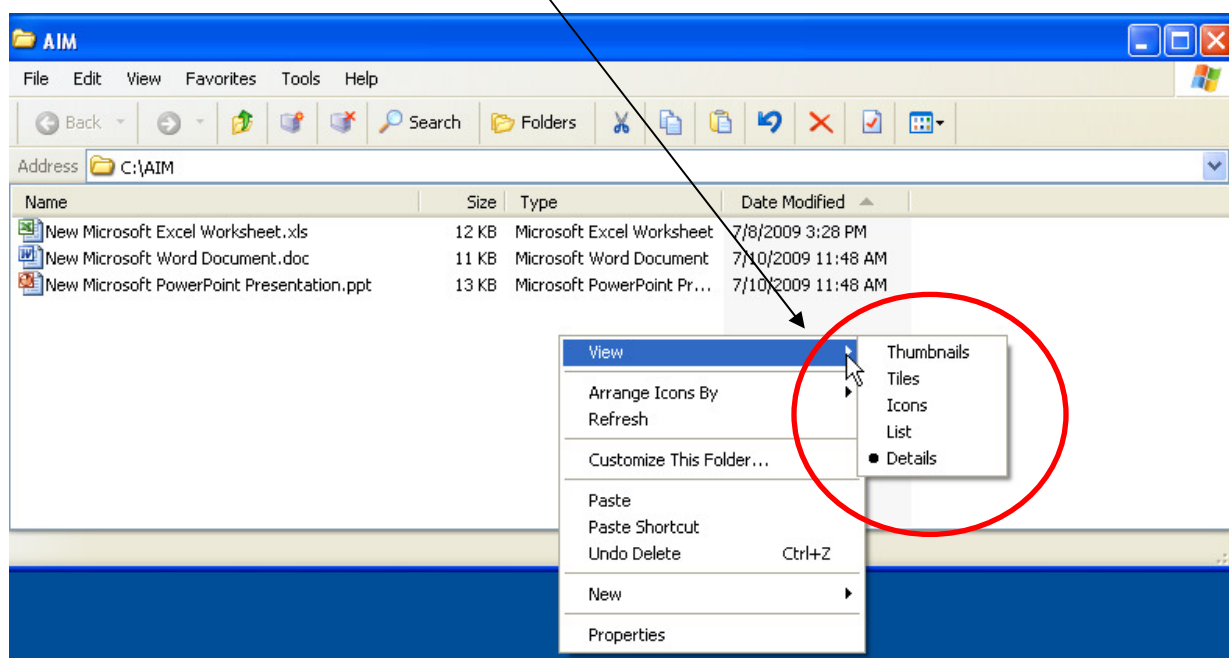 AIM
File Edit View Favorites Tools Help
Back Search Folders
Address C:\AIM
Name Size Type Date Modified
New Microsoft Excel Worksheet.xls 12 KB Microsoft Excel Worksheet 7/8/2009 3:28 PM
New Microsoft Word Document.doc 11 KB Microsoft Word Document 7/10/2009 11:48 AM
New Microsoft PowerPoint Presentation.ppt 13 KB Microsoft PowerPoint Pr... 7/10/2009 11:48 AM
View
Arrange Icons By
Refresh
Customize This Folder...
Paste
Paste Shortcut
Undo Delete Ctrl+Z
New
Properties
Thumbnails
Tiles
Icons
List
Details